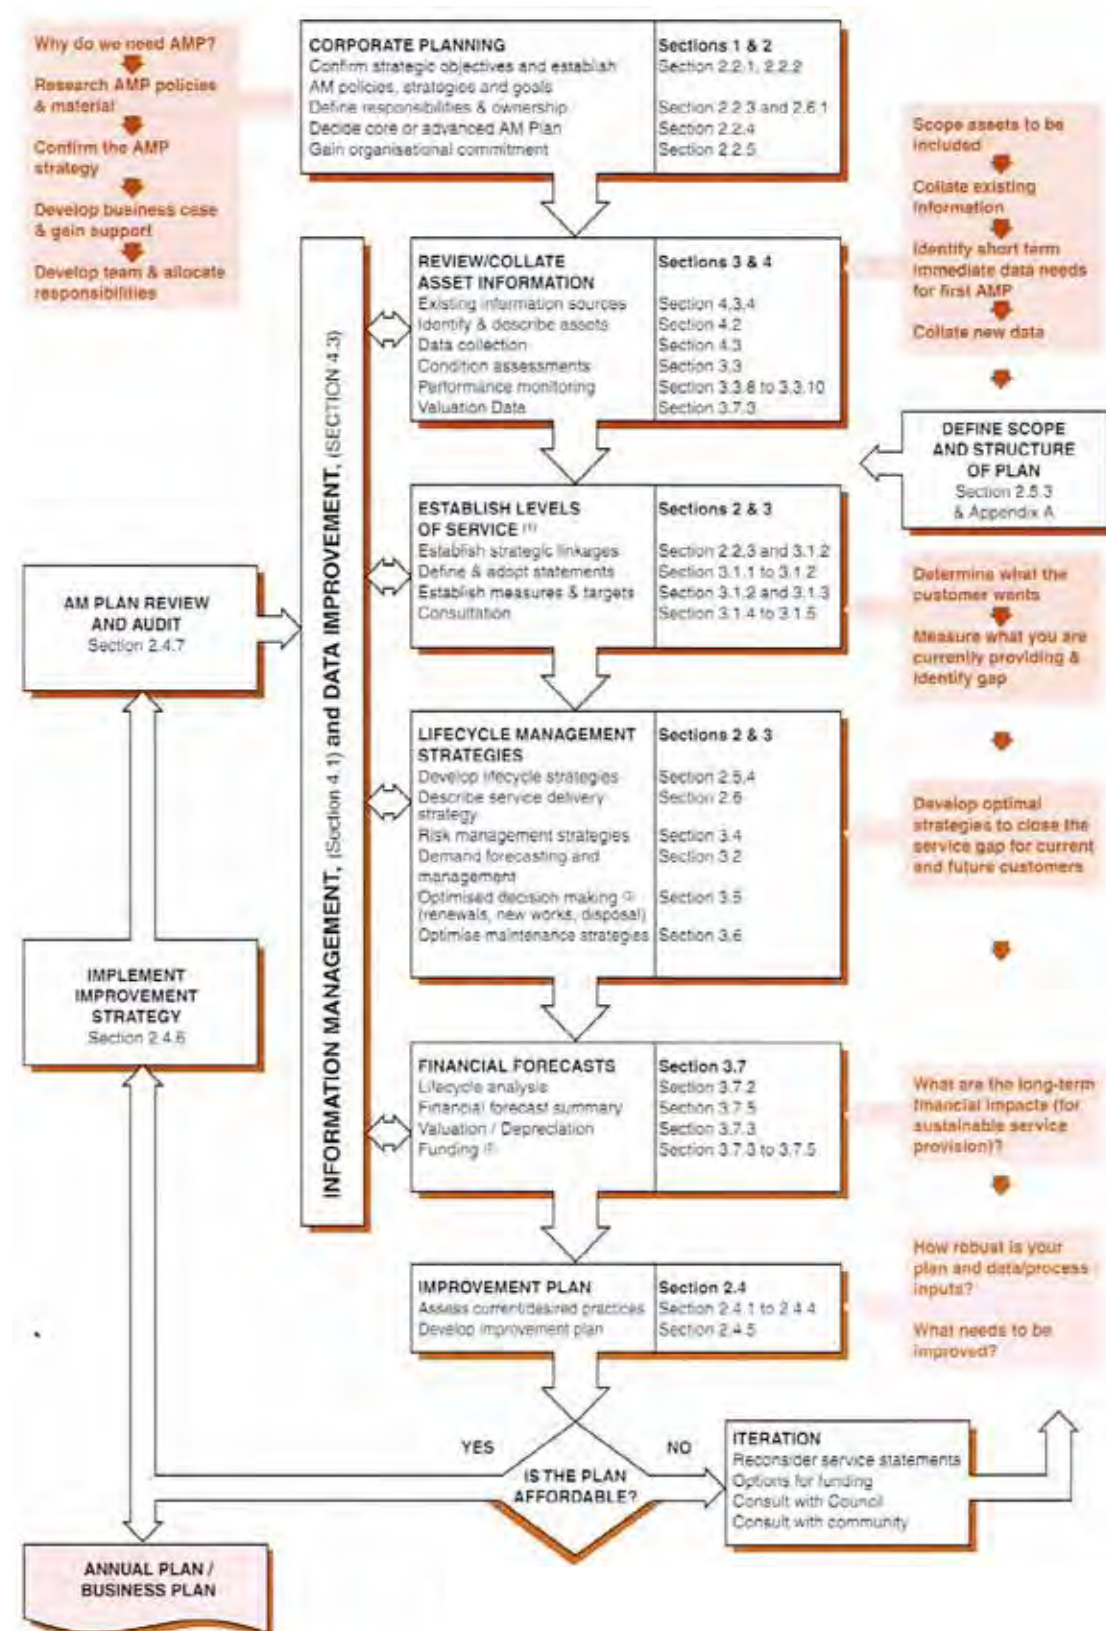 Why do we need AMP?
Research AMP policies
& material
Confirm the AMP
strategy
Develop business case
& gain support
Develop team & allocate
responsibilities
CORPORATE PLANNING Sections 1 & 2
Confirm strategic objectives and establish Section 2.2.1, 2.2.2
AM policies, strategies and goals
Define responsibilities & ownership Section 2.2.3 and 2.6.1
Decide core or advanced AM Plan Section 2.2.4
Gain organisational commitment Section 2.2.5
Scope assets to be
included
Collate existing
information
Identify short term
immediate data needs
for first AMP
Collate new data
REVIEW/COLLATE Sections 3 & 4
ASSET INFORMATION
Existing information sources Section 4.3.4
Identify & describe assets Section 4.2
Data collection Section 4.3
Condition assessments Section 3.3
Performance monitoring Section 3.3.8 to 3.3.10
Valuation Data Section 3.7.3
DEFINE SCOPE
AND STRUCTURE
OF PLAN
Section 2.5.3
& Appendix A
INFORMATION MANAGEMENT, (Section 4.1) and DATA IMPROVEMENT, (SECTION 4.3)
ESTABLISH LEVELS Sections 2 & 3
OF SERVICE (1)
Establish strategic linkages Section 2.2.3 and 3.1.2
Define & adopt statements Section 3.1.1 to 3.1.2
Establish measures & targets Section 3.1.2 and 3.1.3
Consultation Section 3.1.4 to 3.1.5
Determine what the
customer wants
Measure what you are
currently providing &
identify gap
AM PLAN REVIEW
AND AUDIT
Section 2.4.7
LIFECYCLE MANAGEMENT Sections 2 & 3
STRATEGIES
Develop lifecycle strategies Section 2.5.4
Describe service delivery Section 2.6
strategy
Risk management strategies Section 3.4
Demand forecasting and Section 3.2
management
Optimised decision making Section 3.5
(renewals, new works, disposal)
Optimise maintenance strategies Section 3.6
Develop optimal
strategies to close the
service gap for current
and future customers
IMPLEMENT
IMPROVEMENT
STRATEGY
Section 2.4.6
FINANCIAL FORECASTS Section 3.7
Lifecycle analysis Section 3.7.2
Financial forecast summary Section 3.7.5
Valuation / Depreciation Section 3.7.3
Funding Section 3.7.3 to 3.7.5
What are the long-term
financial impacts (for
sustainable service
provision)?
IMPROVEMENT PLAN Section 2.4
Assess current/desired practices Section 2.4.1 to 2.4.4
Develop improvement plan Section 2.4.5
How robust is your
plan and data/process
inputs?
What needs to be
improved?
YES
IS THE PLAN
AFFORDABLE?
NO
ITERATION
Reconsider service statements
Options for funding
Consult with Council
Consult with community
ANNUAL PLAN /
BUSINESS PLAN